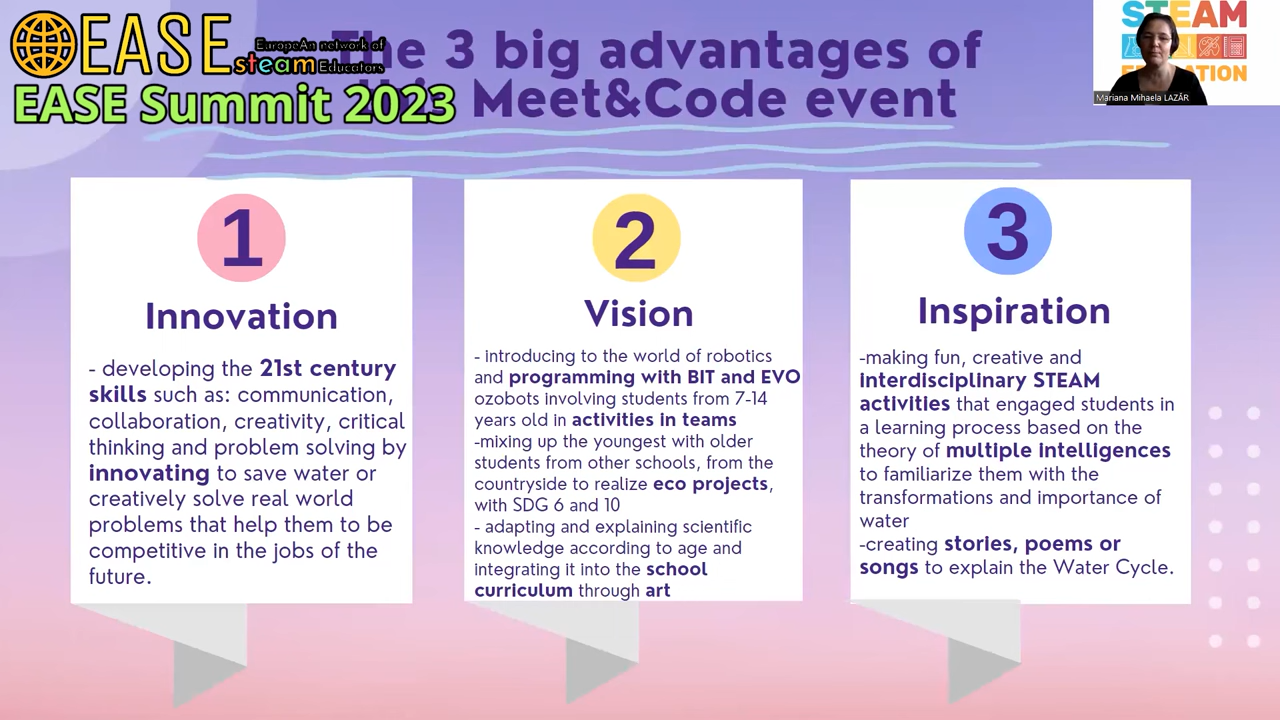 EASE
EuropeAn network of
steam Educators
EASE Summit 2023
The 3 big advantages of
this Meet&Code event
STEAM
EDUCATION
Mariana Mihaela LAZĂR
1
Innovation
- developing the 21st century
skills such as: communication,
collaboration, creativity, critical
thinking and problem solving by
innovating to save water or
creatively solve real world
problems that help them to be
competitive in the jobs of the
future.
2
Vision
- introducing to the world of robotics
and programming with BIT and EVO
ozobots involving students from 7-14
years old in activities in teams
-mixing up the youngest with older
students from other schools, from the
countryside to realize eco projects,
with SDG 6 and 10
- adapting and explaining scientific
knowledge according to age and
integrating it into the school
curriculum through art
3
Inspiration
-making fun, creative and
interdisciplinary STEAM
activities that engaged students in
a learning process based on the
theory of multiple intelligences
to familiarize them with the
transformations and importance of
water
-creating stories, poems or
songs to explain the Water Cycle.